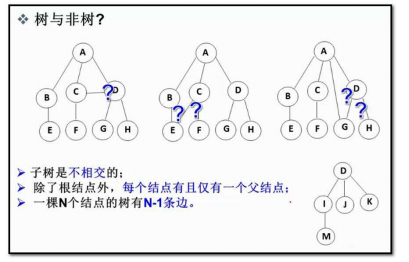 树与非树?
A A A
B C ? D B C D B C ? D
E F G H ? E ? F G H E F G ? H
子树是不相交的;
除了根结点外,每个结点有且仅有一个父结点;
一棵N个结点的树有N-1条边。
D
I J K
M